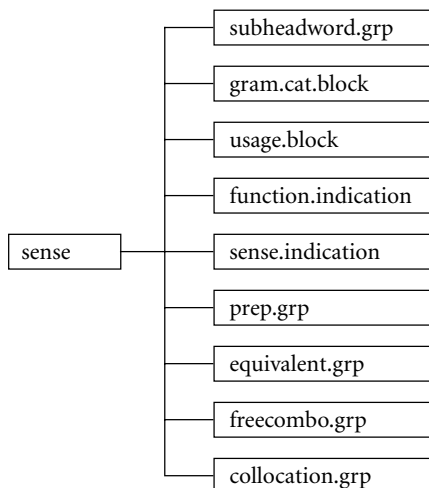 subheadword.grp
gram.cat.block
usage.block
function.indication
sense
sense.indication
prep.grp
equivalent.grp
freecombo.grp
collocation.grp